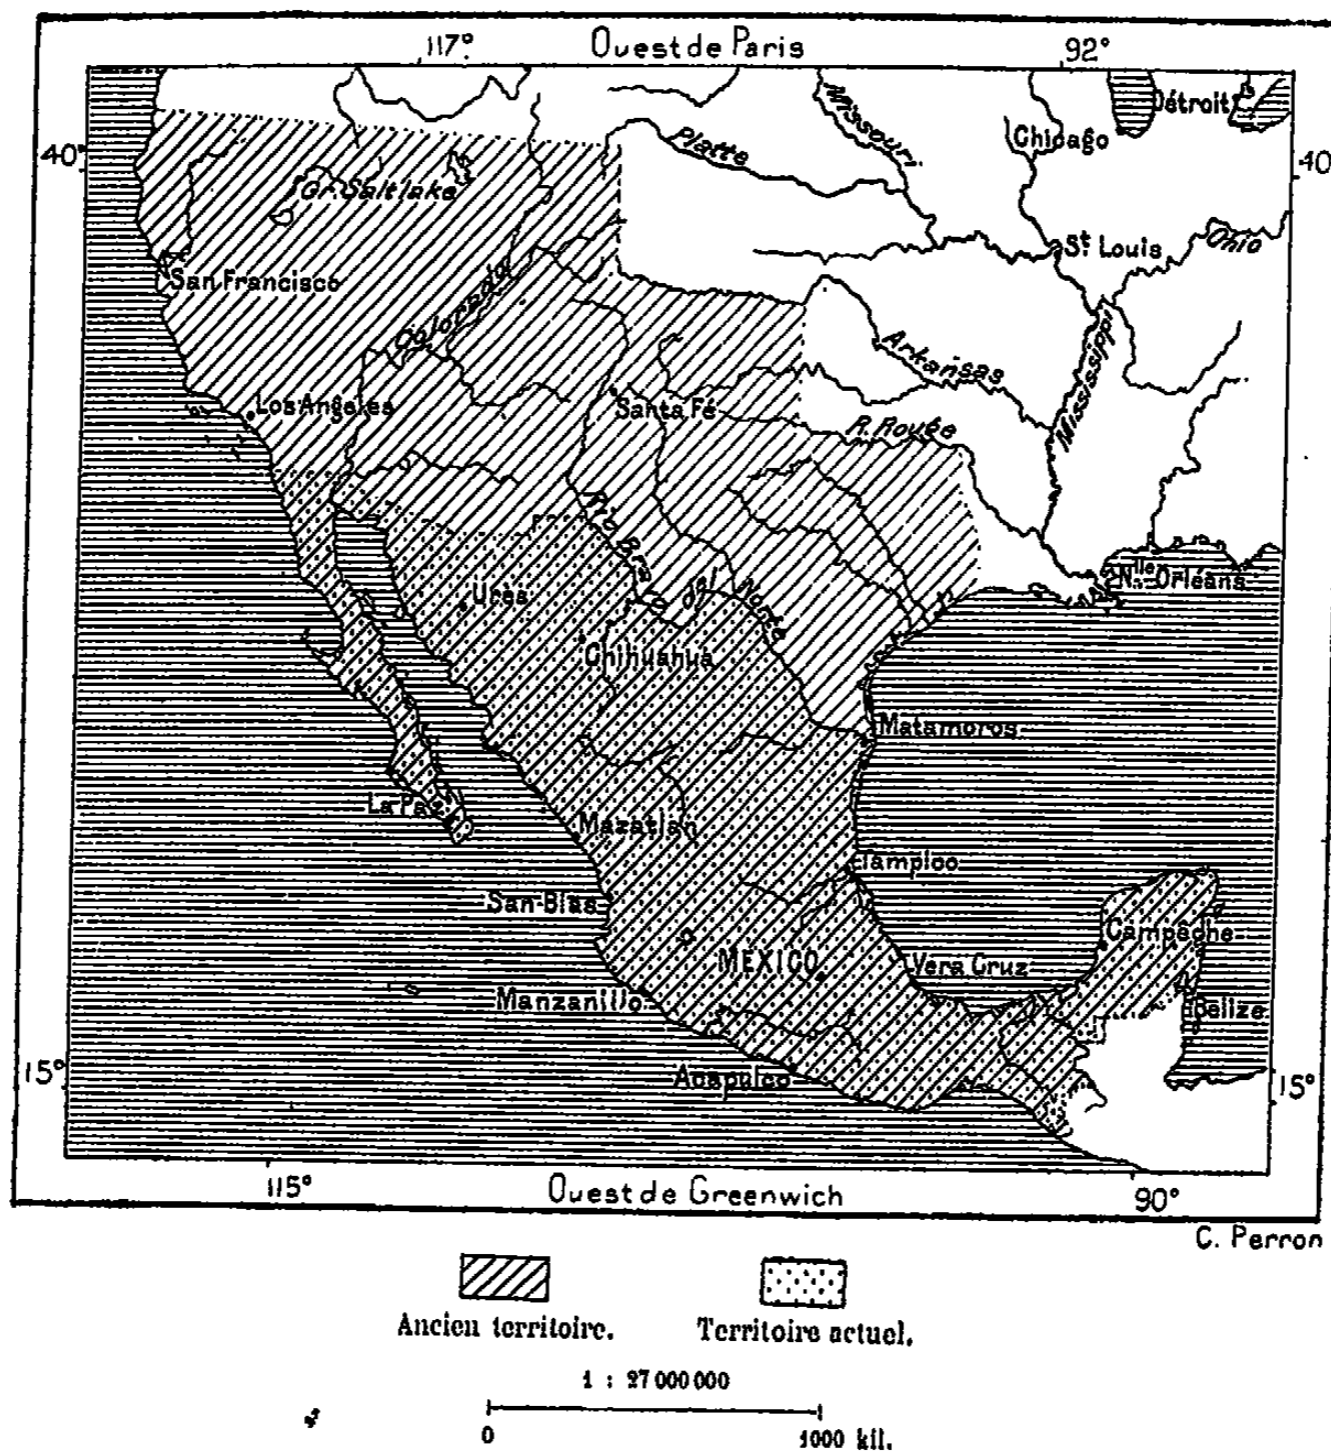 117° Ouest de Paris 92°
Détroit
Missouri
Chicago
Platte
40° 40
Gr. Salt lake
St. Louis
Ohio
San Francisco
Colorado
Arkansas
Mississippi
Los Angeles
Santa Fé
R. Rouge
Rio Bravo del Norte
Nlle Orléans
Urès
Chihuahua
Matamoros
La Paz
Mazatlan
Tampico
San Blas
Campêche
MEXICO
Vera Cruz
Manzanillo
Belize
Acapulco
15° 15°
115° Ouest de Greenwich 90°
C. Perron
Ancien territoire. Territoire actuel.
1 : 27 000 000
0 1000 kil.